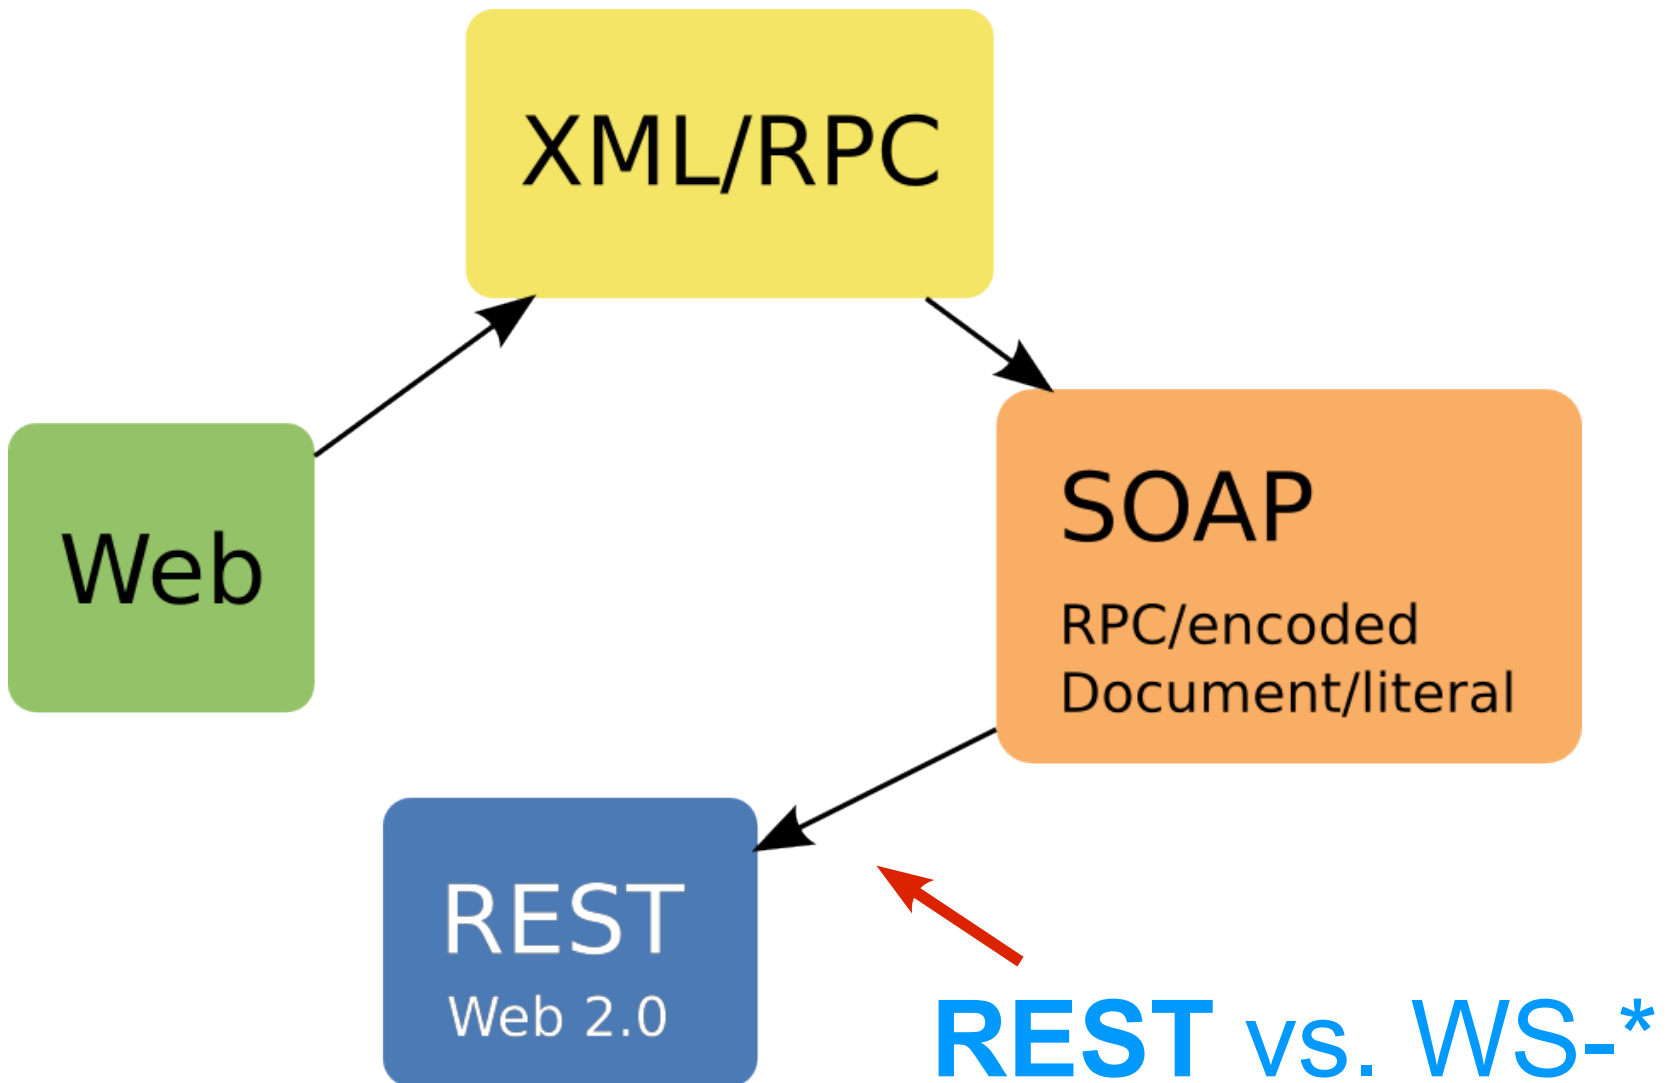 XML/RPC
Web
SOAP
RPC/encoded
Document/literal
REST
Web 2.0
REST vs. WS-*